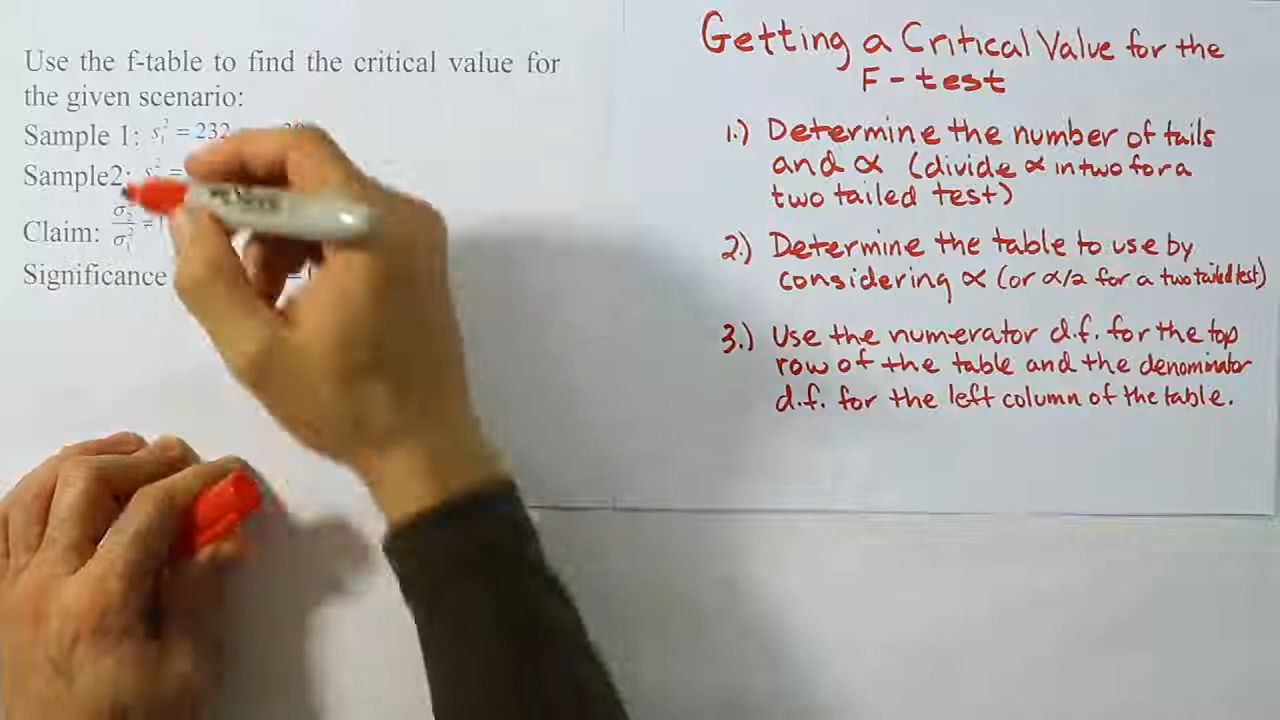 Use the f-table to find the critical value for
the given scenario:
Sample 1: s₁² = 232
Sample2: s² =
Claim: σ₂²/σ₁² =
Significance
Getting a Critical Value for the
F-test
1.) Determine the number of tails
and α (divide α in two for a
two tailed test)
2.) Determine the table to use by
considering α (or α/2 for a two tailed test)
3.) Use the numerator d.f. for the top
row of the table and the denominator
d.f. for the left column of the table.